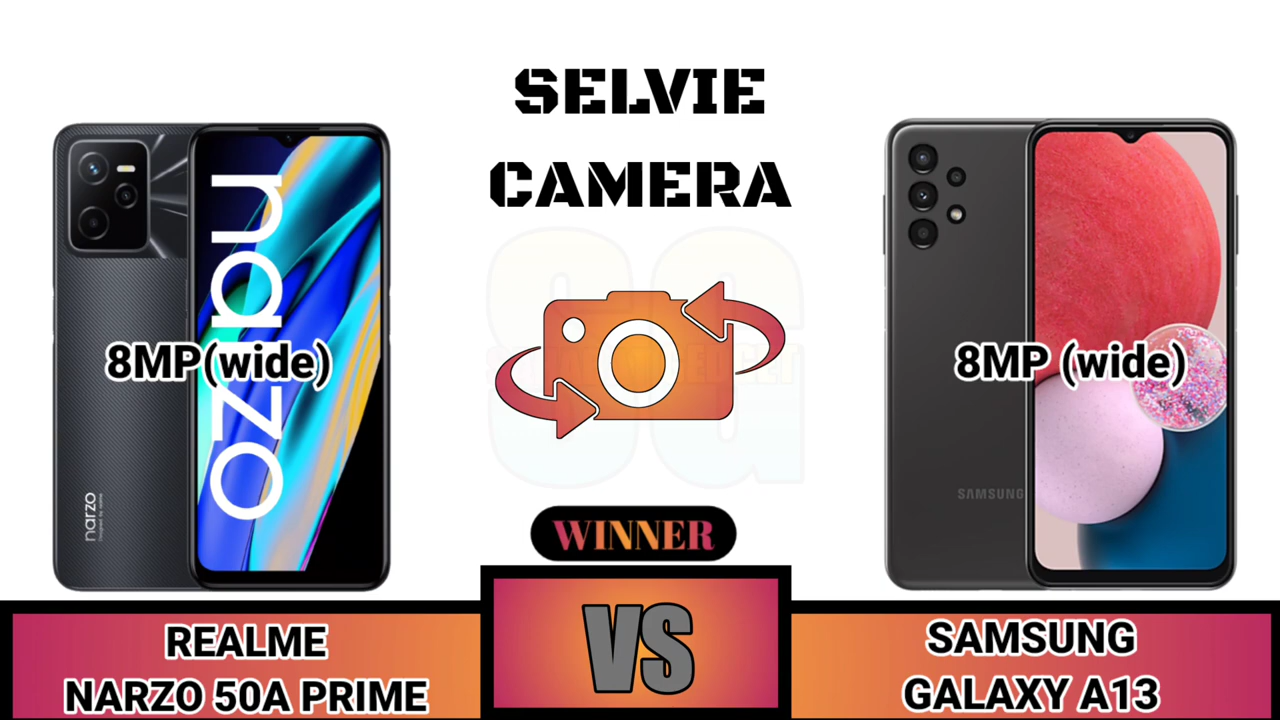 SELVIE
CAMERA
narzo
8MP(wide)
8MP (wide)
narzo
SAMSUNG
WINNER
VS
REALME
NARZO 50A PRIME
SAMSUNG
GALAXY A13